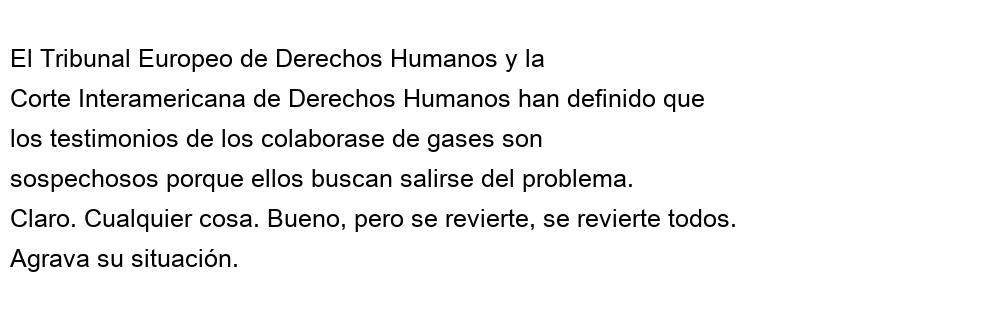 El Tribunal Europeo de Derechos Humanos y la
Corte Interamericana de Derechos Humanos han definido que
los testimonios de los colaborase de gases son
sospechosos porque ellos buscan salirse del problema.
Claro. Cualquier cosa. Bueno, pero se revierte, se revierte todos.
Agrava su situación.